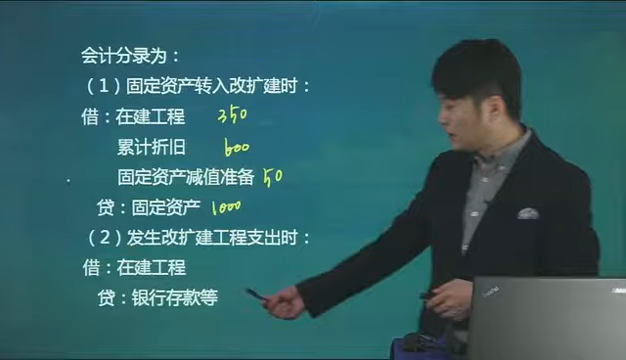 会计分录为：
（1）固定资产转入改扩建时：
借：在建工程 350
累计折旧 600
固定资产减值准备 50
贷：固定资产 1000
（2）发生改扩建工程支出时：
借：在建工程
贷：银行存款等
ThinkPad